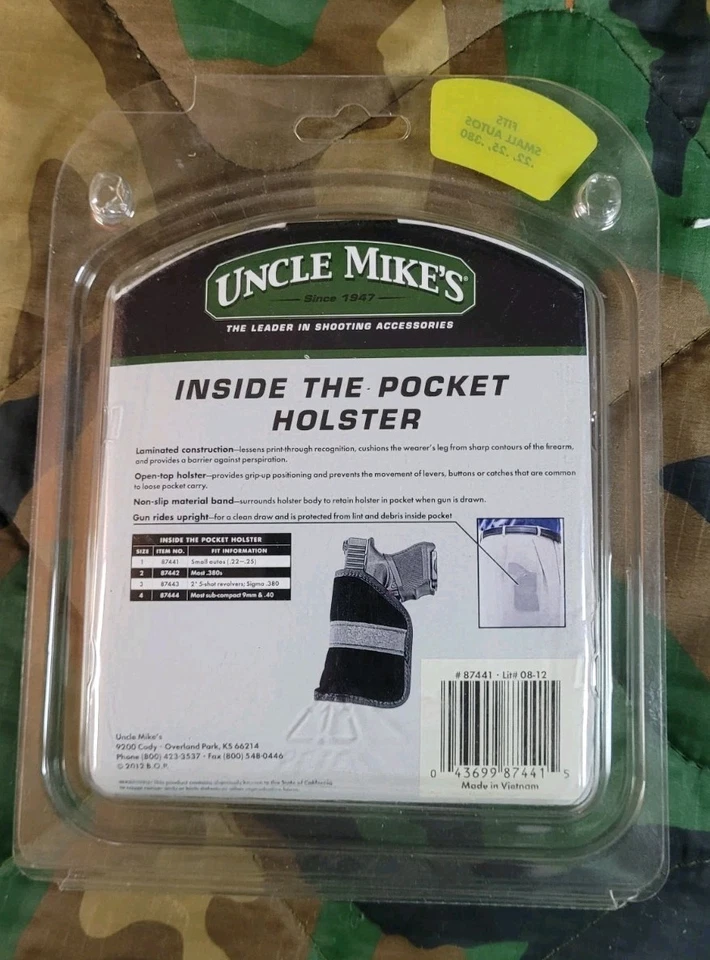 FITS
SMALL AUTOS
.22, .25, .380
UNCLE MIKE'S®
Since 1947
THE LEADER IN SHOOTING ACCESSORIES
INSIDE THE POCKET
HOLSTER
Laminated construction—lessens print-through recognition, cushions the wearer's leg from sharp contours of the firearm,
and provides a barrier against perspiration.
Open-top holster—provides grip-up positioning and prevents the movement of levers, buttons or catches that are common
to loose pocket carry.
Non-slip material band—surrounds holster body to retain holster in pocket when gun is drawn.
Gun rides upright—for a clean draw and is protected from lint and debris inside pocket
INSIDE THE POCKET HOLSTER
SIZE ITEM NO. FIT INFORMATION
1 87441 Small autos (.22–.25)
2 87442 Most .380s
3 87443 2" 5-shot revolvers; Sigma .380
4 87444 Most sub-compact 9mm & .40
# 87441 · Lit# 08-12
0 43699 87441 5
Made in Vietnam
Uncle Mike's
9200 Cody · Overland Park, KS 66214
Phone (800) 423-3537 · Fax (800) 548-0446
© 2012 B.O.P.